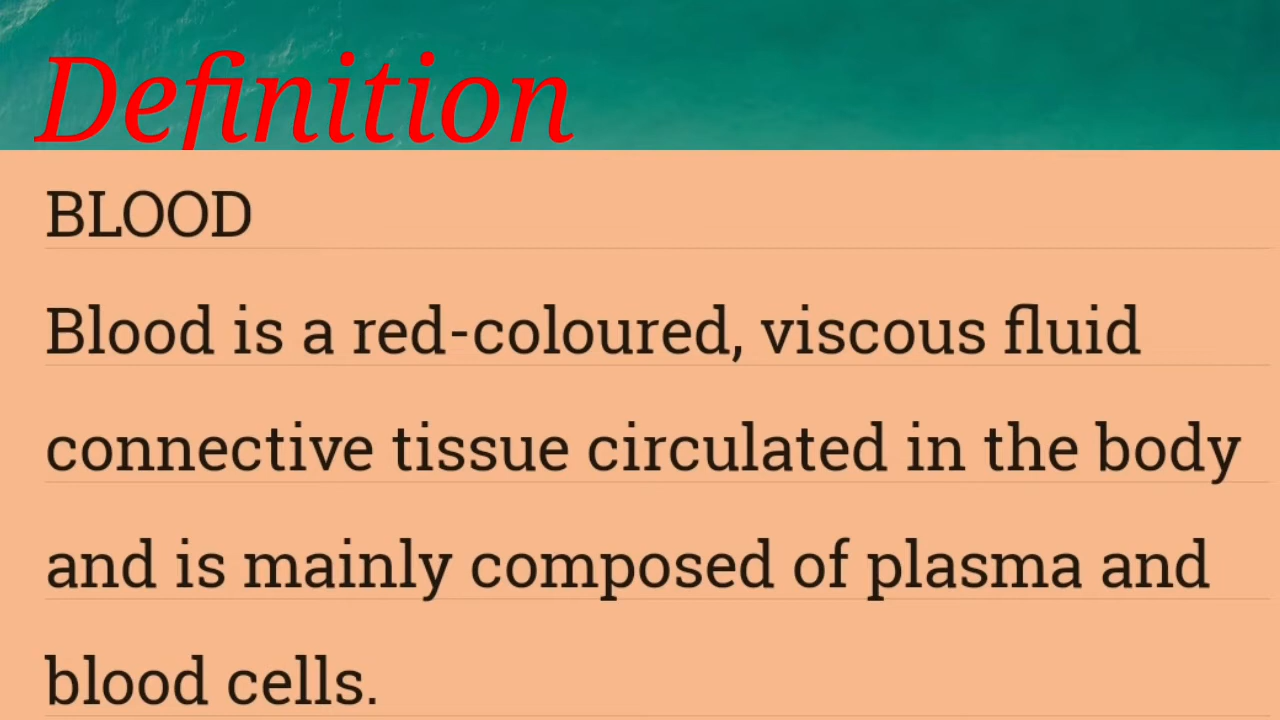 Definition
BLOOD
Blood is a red-coloured, viscous fluid
connective tissue circulated in the body
and is mainly composed of plasma and
blood cells.